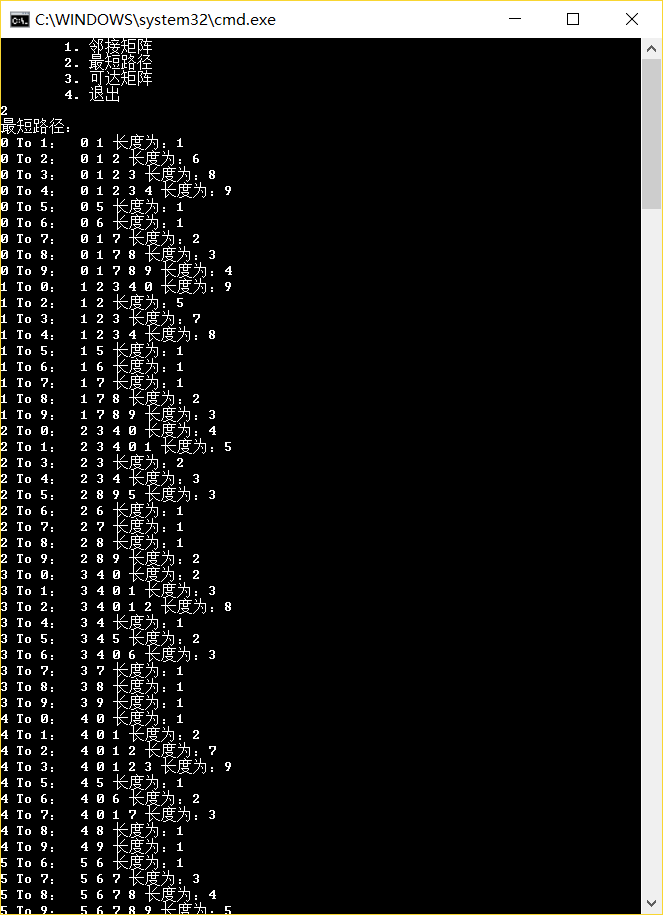 C:\WINDOWS\system32\cmd.exe
1. 邻接矩阵
2. 最短路径
3. 可达矩阵
4. 退出
2
最短路径:
0 To 1:   0 1 长度为:1
0 To 2:   0 1 2 长度为:6
0 To 3:   0 1 2 3 长度为:8
0 To 4:   0 1 2 3 4 长度为:9
0 To 5:   0 5 长度为:1
0 To 6:   0 6 长度为:1
0 To 7:   0 1 7 长度为:2
0 To 8:   0 1 7 8 长度为:3
0 To 9:   0 1 7 8 9 长度为:4
1 To 0:   1 2 3 4 0 长度为:9
1 To 2:   1 2 长度为:5
1 To 3:   1 2 3 长度为:7
1 To 4:   1 2 3 4 长度为:8
1 To 5:   1 5 长度为:1
1 To 6:   1 6 长度为:1
1 To 7:   1 7 长度为:1
1 To 8:   1 7 8 长度为:2
1 To 9:   1 7 8 9 长度为:3
2 To 0:   2 3 4 0 长度为:4
2 To 1:   2 3 4 0 1 长度为:5
2 To 3:   2 3 长度为:2
2 To 4:   2 3 4 长度为:3
2 To 5:   2 8 9 5 长度为:3
2 To 6:   2 6 长度为:1
2 To 7:   2 7 长度为:1
2 To 8:   2 8 长度为:1
2 To 9:   2 8 9 长度为:2
3 To 0:   3 4 0 长度为:2
3 To 1:   3 4 0 1 长度为:3
3 To 2:   3 4 0 1 2 长度为:8
3 To 4:   3 4 长度为:1
3 To 5:   3 4 5 长度为:2
3 To 6:   3 4 0 6 长度为:3
3 To 7:   3 7 长度为:1
3 To 8:   3 8 长度为:1
3 To 9:   3 9 长度为:1
4 To 0:   4 0 长度为:1
4 To 1:   4 0 1 长度为:2
4 To 2:   4 0 1 2 长度为:7
4 To 3:   4 0 1 2 3 长度为:9
4 To 5:   4 5 长度为:1
4 To 6:   4 0 6 长度为:2
4 To 7:   4 0 1 7 长度为:3
4 To 8:   4 8 长度为:1
4 To 9:   4 9 长度为:1
5 To 6:   5 6 长度为:1
5 To 7:   5 6 7 长度为:3
5 To 8:   5 6 7 8 长度为:4
5 To 9:   5 6 7 8 9 长度为:5